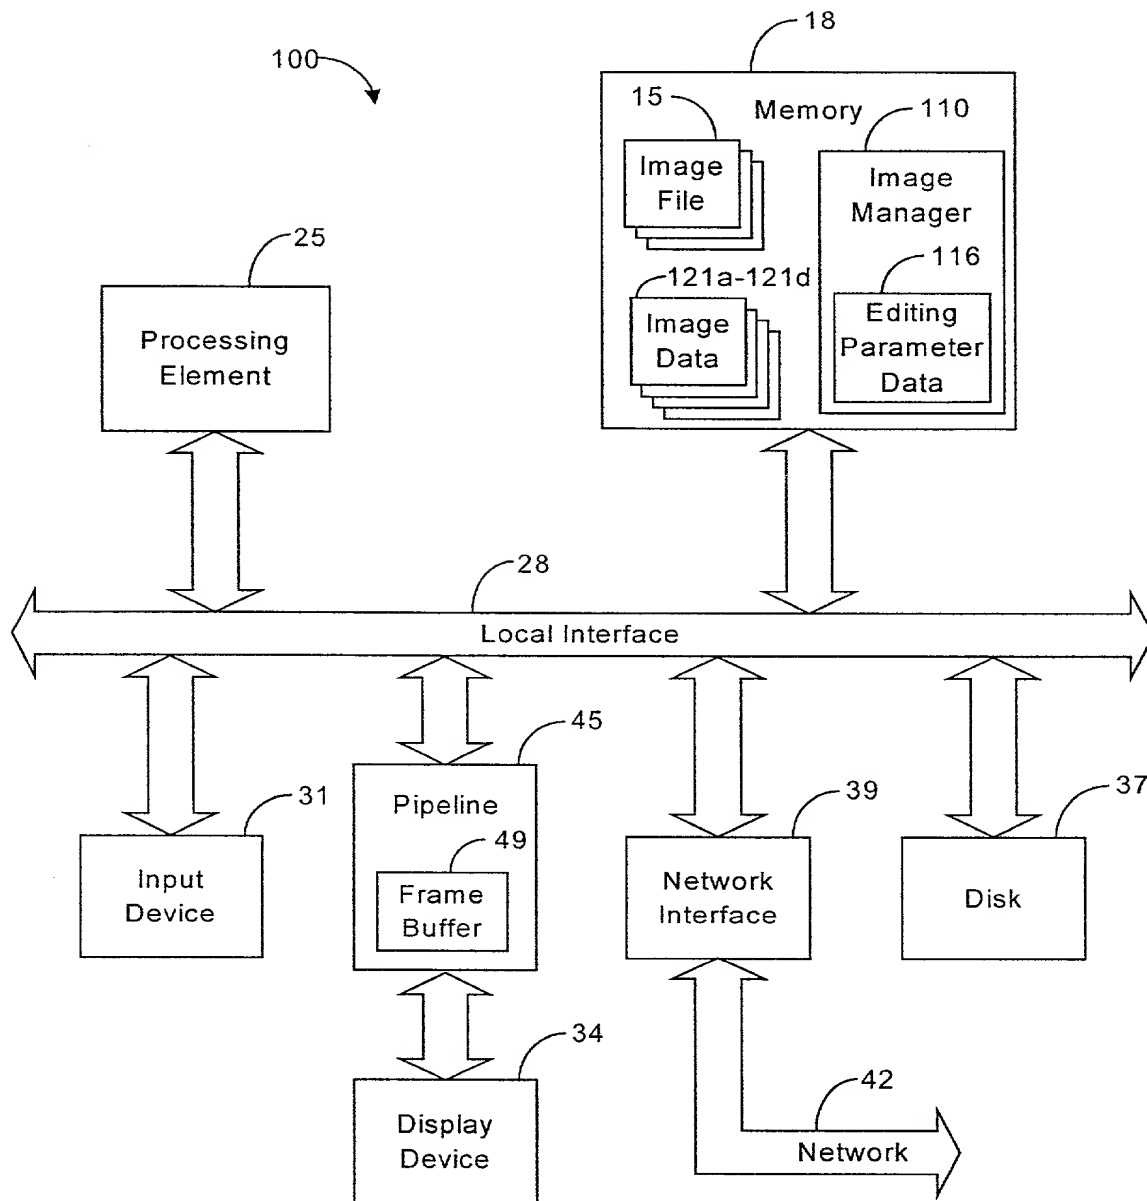 18
100
Memory
15
110
Image
File
Image
Manager
25
116
121a-121d
Processing
Element
Image
Data
Editing
Parameter
Data
28
Local Interface
45
31
39
37
Pipeline
49
Input
Device
Frame
Buffer
Network
Interface
Disk
34
42
Display
Device
Network